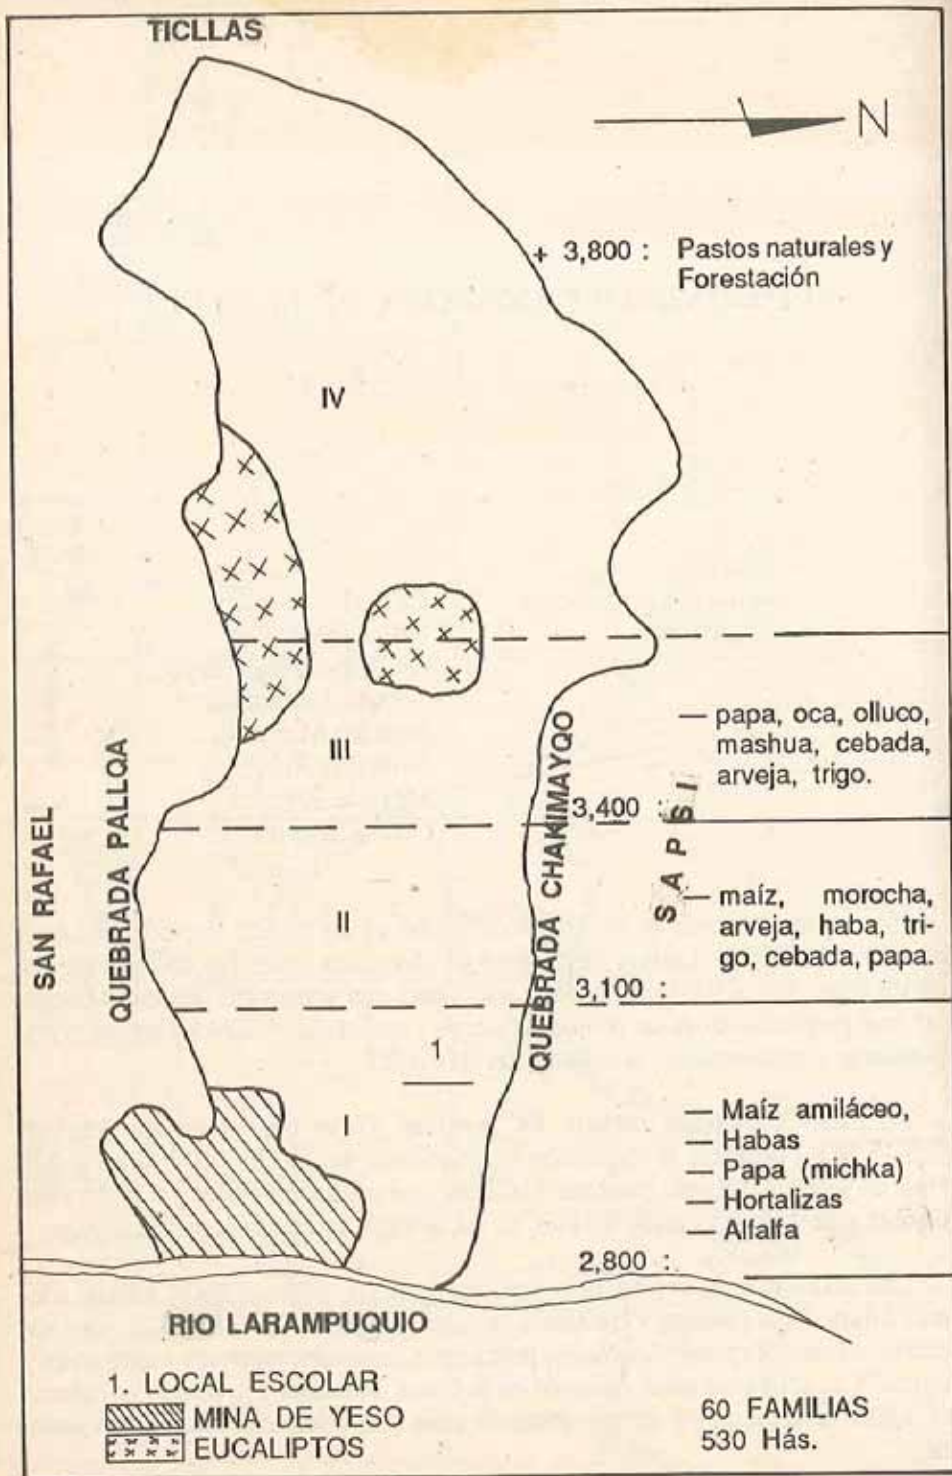 TICLLAS
N
+ 3,800 : Pastos naturales y
Forestación
IV
— papa, oca, olluco,
mashua, cebada,
arveja, trigo.
III
3,400 :
SAN RAFAEL
QUEBRADA PALLQA
QUEBRADA CHAKIMAYQO
SAPSI
— maíz, morocha,
arveja, haba, tri-
go, cebada, papa.
II
3,100 :
1
I
— Maíz amiláceo,
— Habas
— Papa (michka)
— Hortalizas
— Alfalfa
2,800 :
RIO LARAMPUQUIO
1. LOCAL ESCOLAR
MINA DE YESO
EUCALIPTOS
60 FAMILIAS
530 Hás.